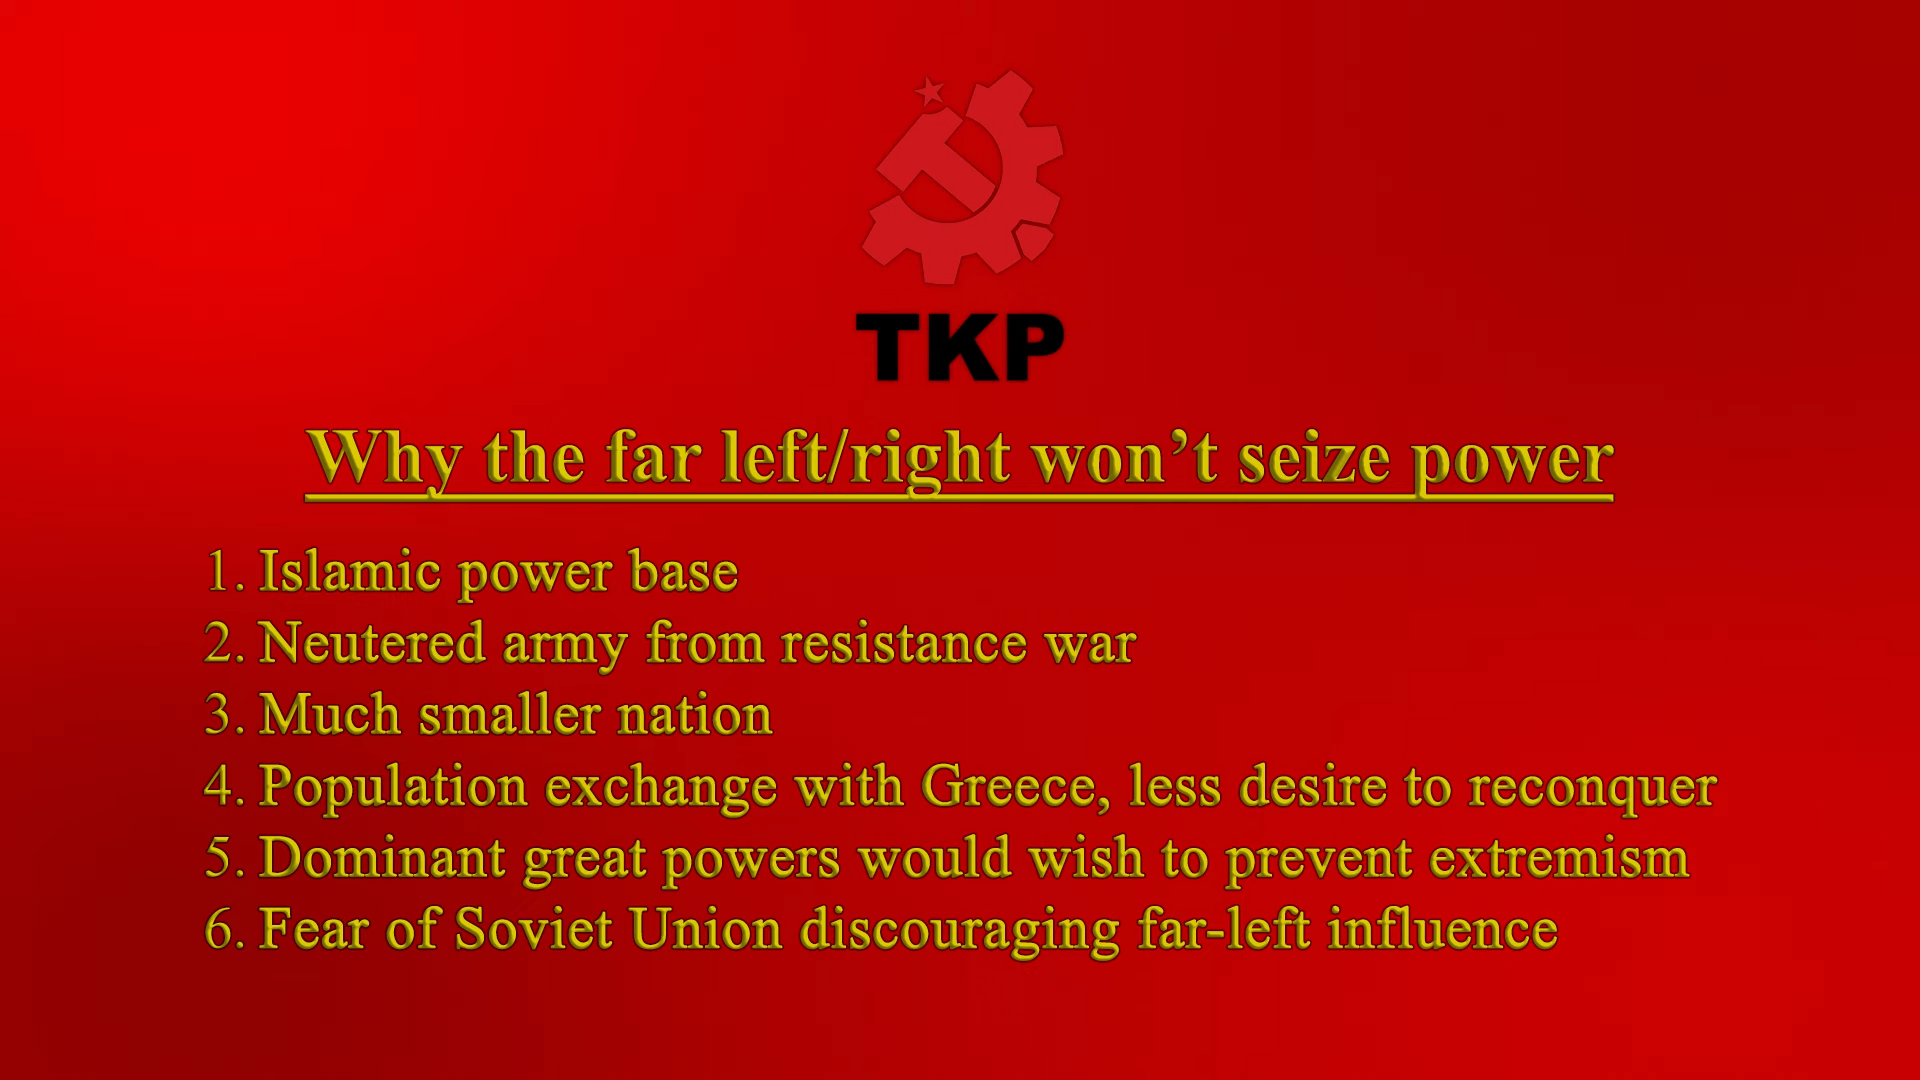 TKP
Why the far left/right won’t seize power
1. Islamic power base
2. Neutered army from resistance war
3. Much smaller nation
4. Population exchange with Greece, less desire to reconquer
5. Dominant great powers would wish to prevent extremism
6. Fear of Soviet Union discouraging far-left influence